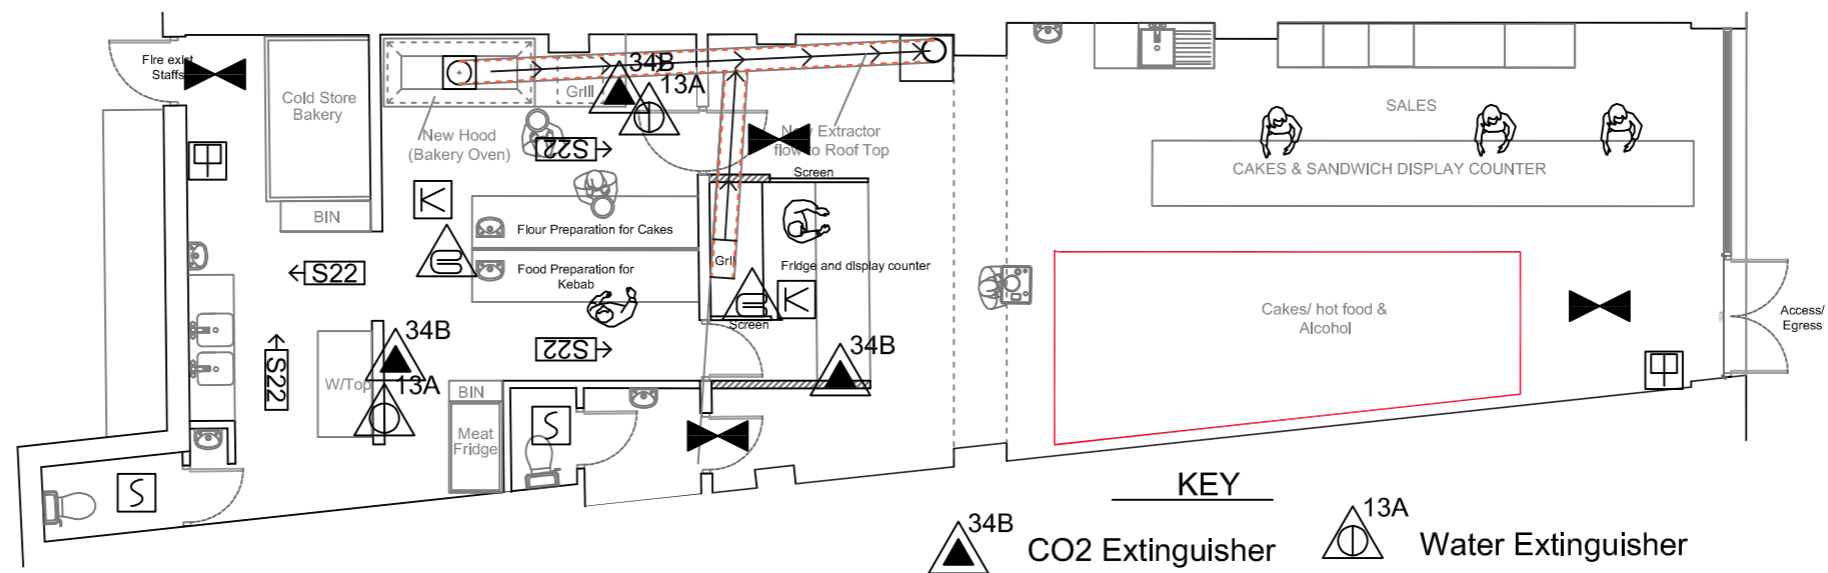 FIre exist
Staffs
Cold Store
Bakery
BIN
New Hood
(Bakery Oven)
Grill
34B
13A
S22
New Extractor
flow to Roof Top
Screen
SALES
CAKES & SANDWICH DISPLAY COUNTER
K
Flour Preparation for Cakes
Food Preparation for
Kebab
Grill
Fridge and display counter
K
Screen
S22
S22
S22
34B
13A
W/Top
BIN
Meat
Fridge
S
S
34B
Cakes/ hot food &
Alcohol
Access/
Egress
KEY
34B
CO2 Extinguisher
13A
Water Extinguisher